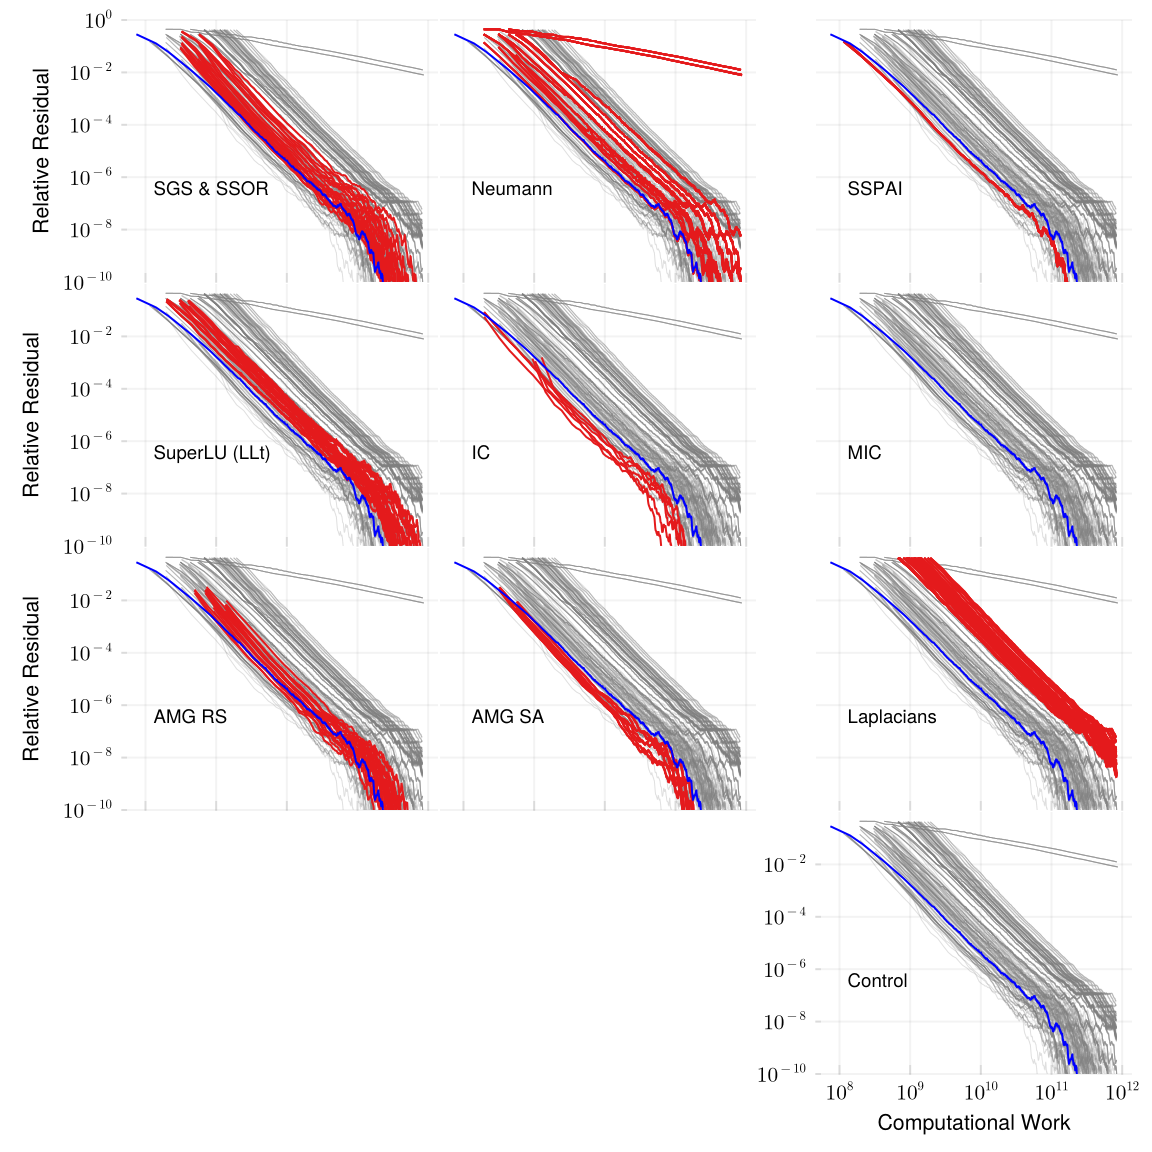 10^0
10^−2
10^−4
10^−6
10^−8
10^−10
Relative Residual
SGS & SSOR
Neumann
SSPAI
10^−2
10^−4
10^−6
10^−8
10^−10
Relative Residual
SuperLU (LLt)
IC
MIC
10^−2
10^−4
10^−6
10^−8
10^−10
Relative Residual
AMG RS
AMG SA
Laplacians
10^−2
10^−4
10^−6
10^−8
10^−10
Control
10^8 10^9 10^10 10^11 10^12
Computational Work